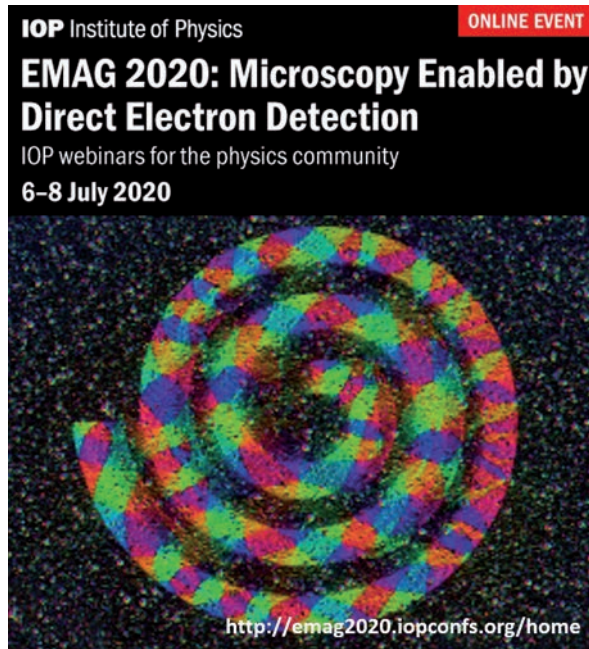 IOP Institute of Physics
ONLINE EVENT
EMAG 2020: Microscopy Enabled by
Direct Electron Detection
IOP webinars for the physics community
6–8 July 2020
http://emag2020.iopconfs.org/home